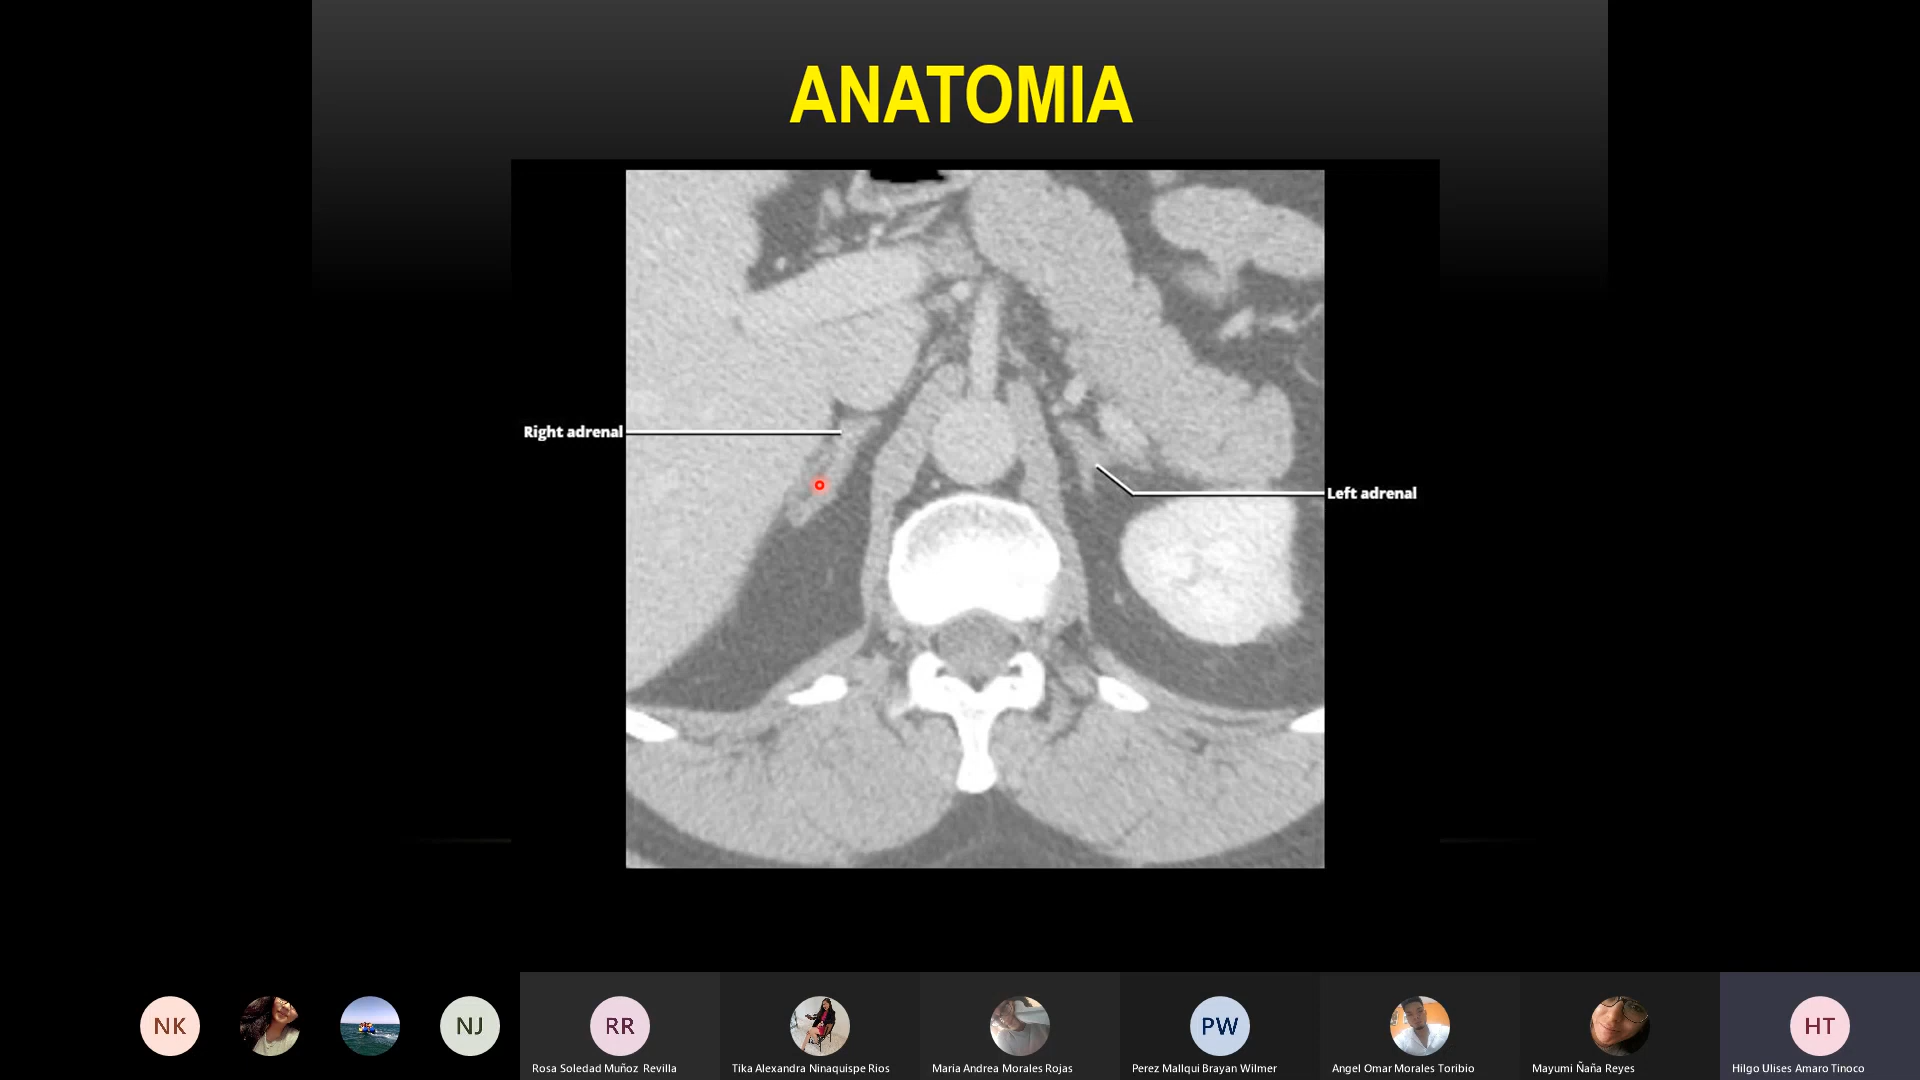 ANATOMIA
Right adrenal
Left adrenal
NK
NJ
RR
PW
HT
Rosa Soledad Muñoz Revilla
Tika Alexandra Ninaquispe Rios
Maria Andrea Morales Rojas
Perez Mallqui Brayan Wilmer
Angel Omar Morales Toribio
Mayumi Ñaña Reyes
Hilgo Ulises Amaro Tinoco